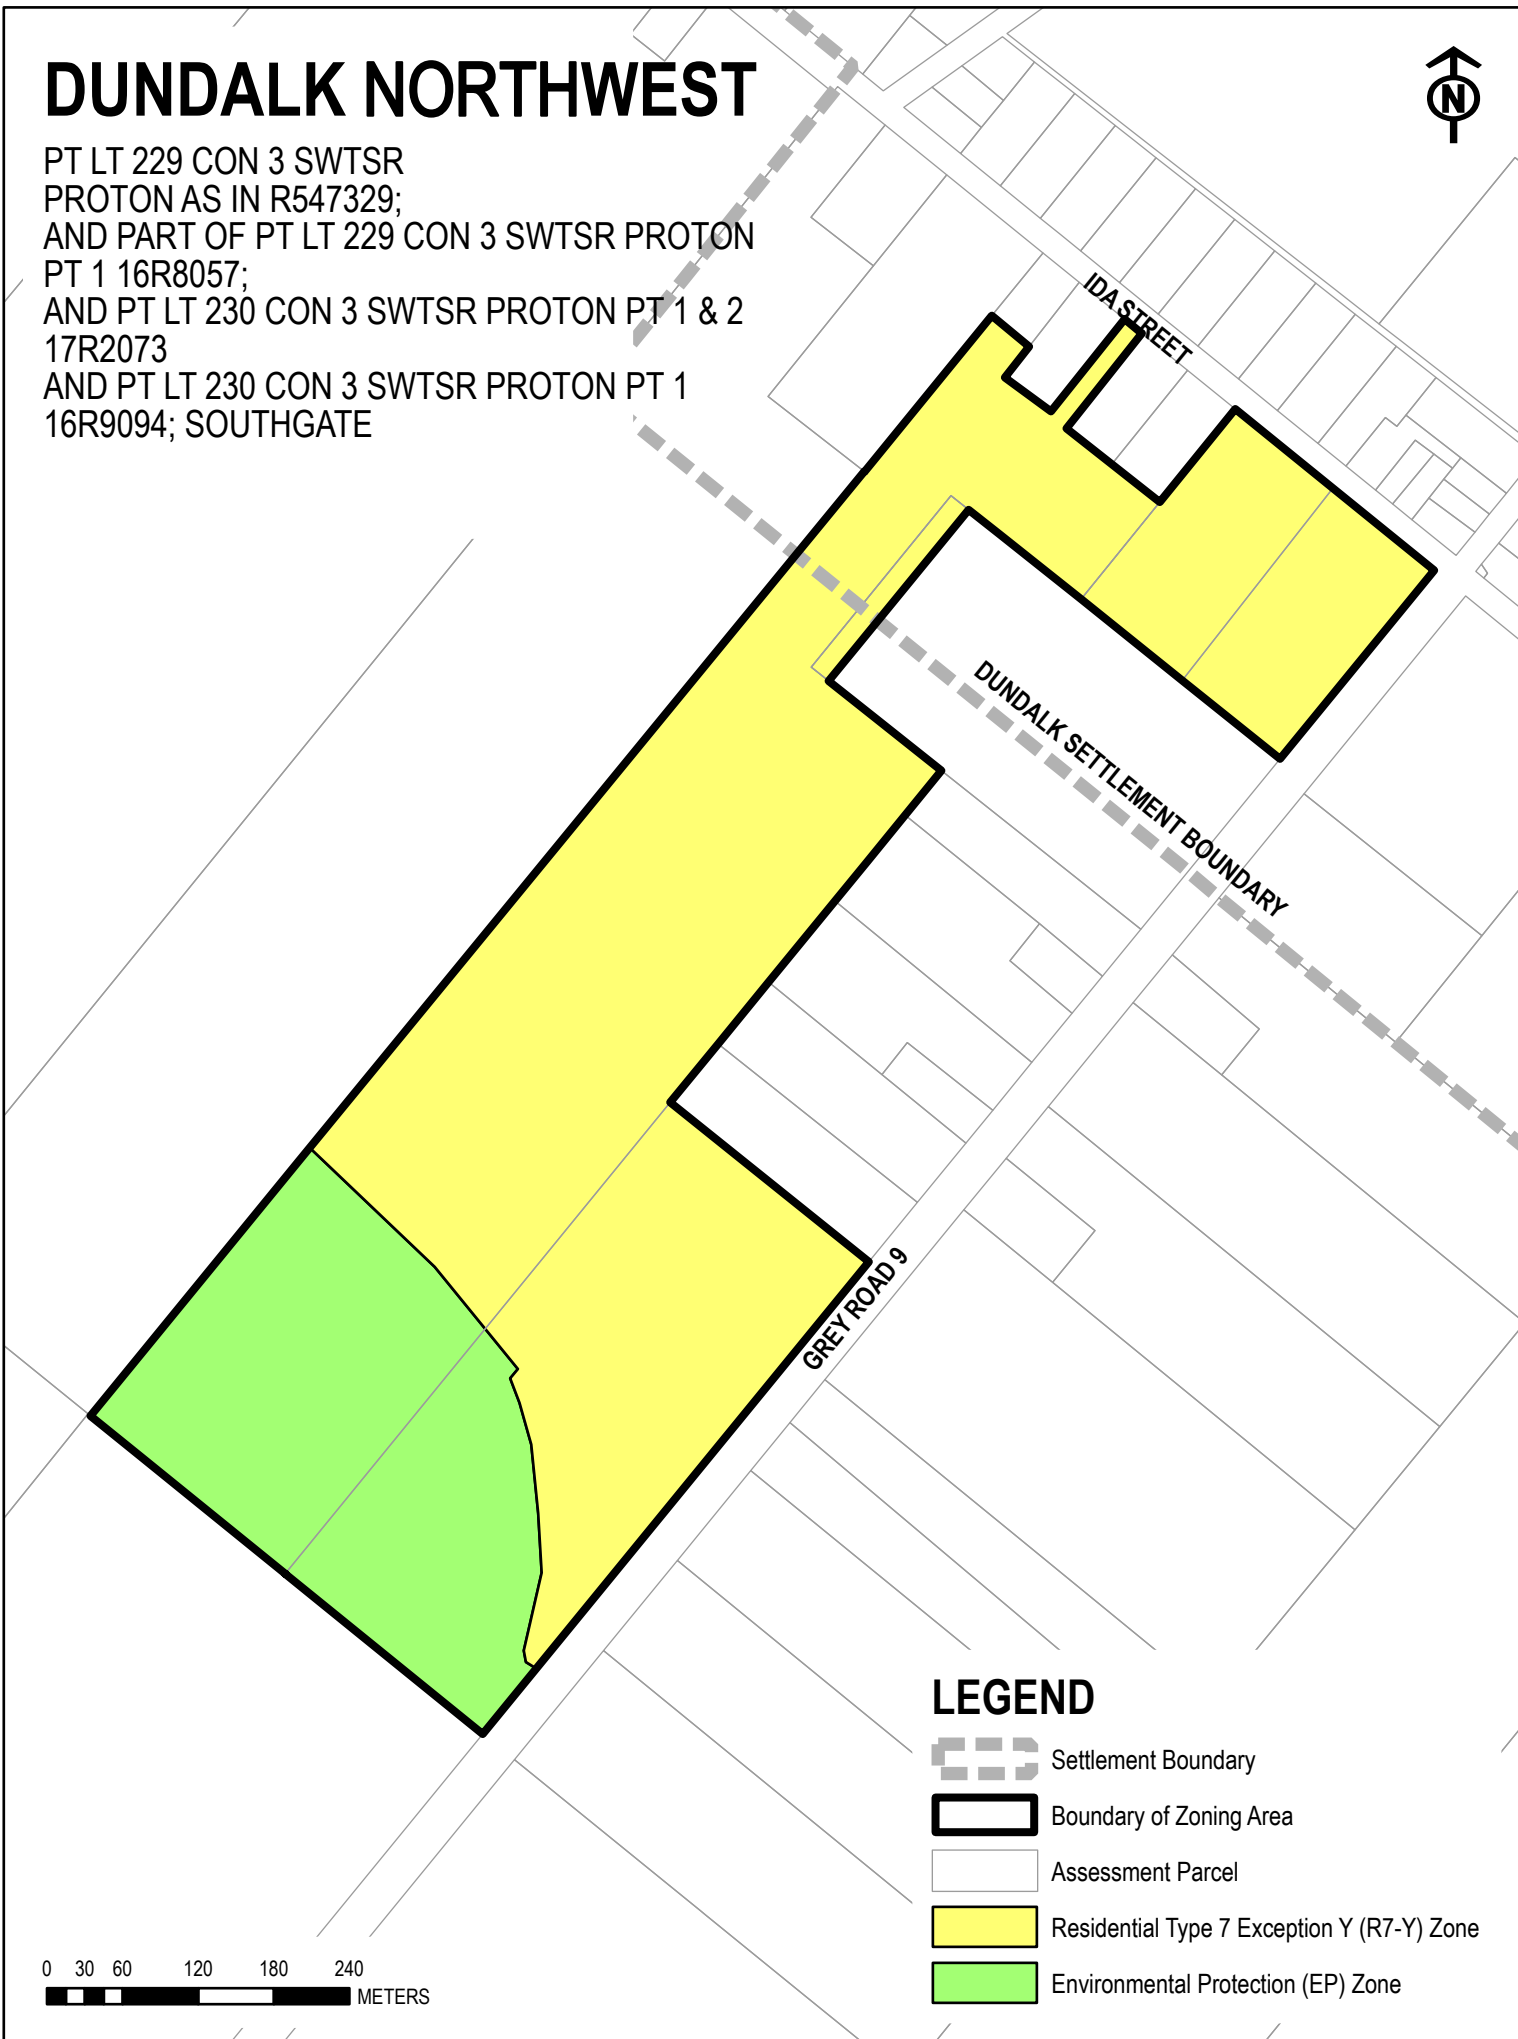 DUNDALK NORTHWEST
PT LT 229 CON 3 SWTSR
PROTON AS IN R547329;
AND PART OF PT LT 229 CON 3 SWTSR PROTON
PT 1 16R8057;
AND PT LT 230 CON 3 SWTSR PROTON PT 1 & 2
17R2073
AND PT LT 230 CON 3 SWTSR PROTON PT 1
16R9094; SOUTHGATE
N
IDA STREET
DUNDALK SETTLEMENT BOUNDARY
GREY ROAD 9
LEGEND
Settlement Boundary
Boundary of Zoning Area
Assessment Parcel
Residential Type 7 Exception Y (R7-Y) Zone
Environmental Protection (EP) Zone
0 30 60 120 180 240
METERS